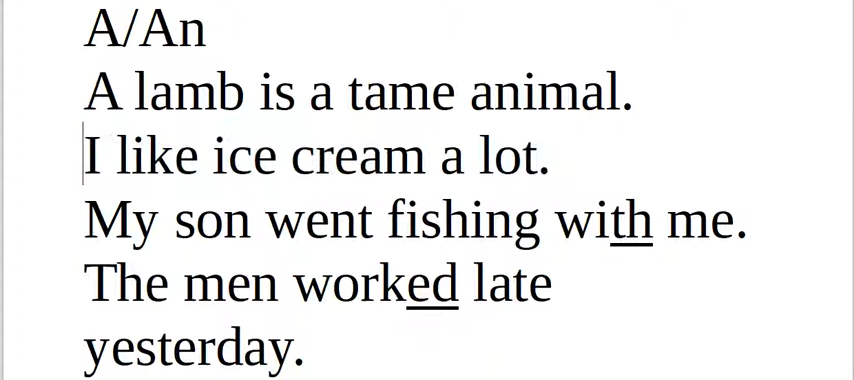 A/An
A lamb is a tame animal.
I like ice cream a lot.
My son went fishing with me.
The men worked late
yesterday.